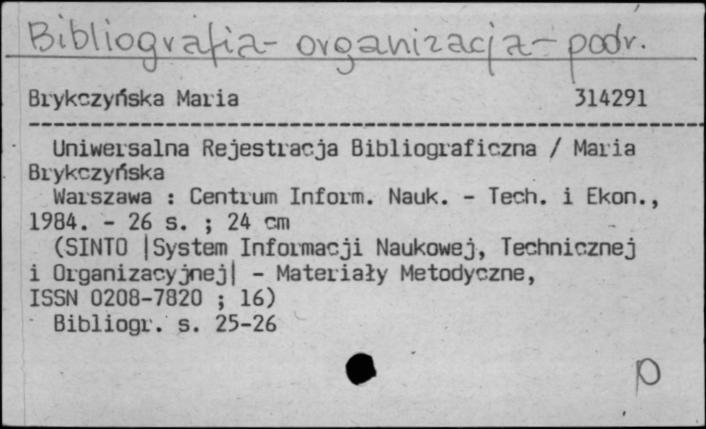 Bibliografia - organizacja - podr.
Brykczyńska Maria 314291
Uniwersalna Rejestracja Bibliograficzna / Maria
Brykczyńska
Warszawa : Centrum Inform. Nauk. - Tech. i Ekon.,
1984. - 26 s. ; 24 cm
(SINTO |System Informacji Naukowej, Technicznej
i Organizacyjnej| - Materiały Metodyczne,
ISSN 0208-7820 ; 16)
Bibliogr. s. 25-26
p